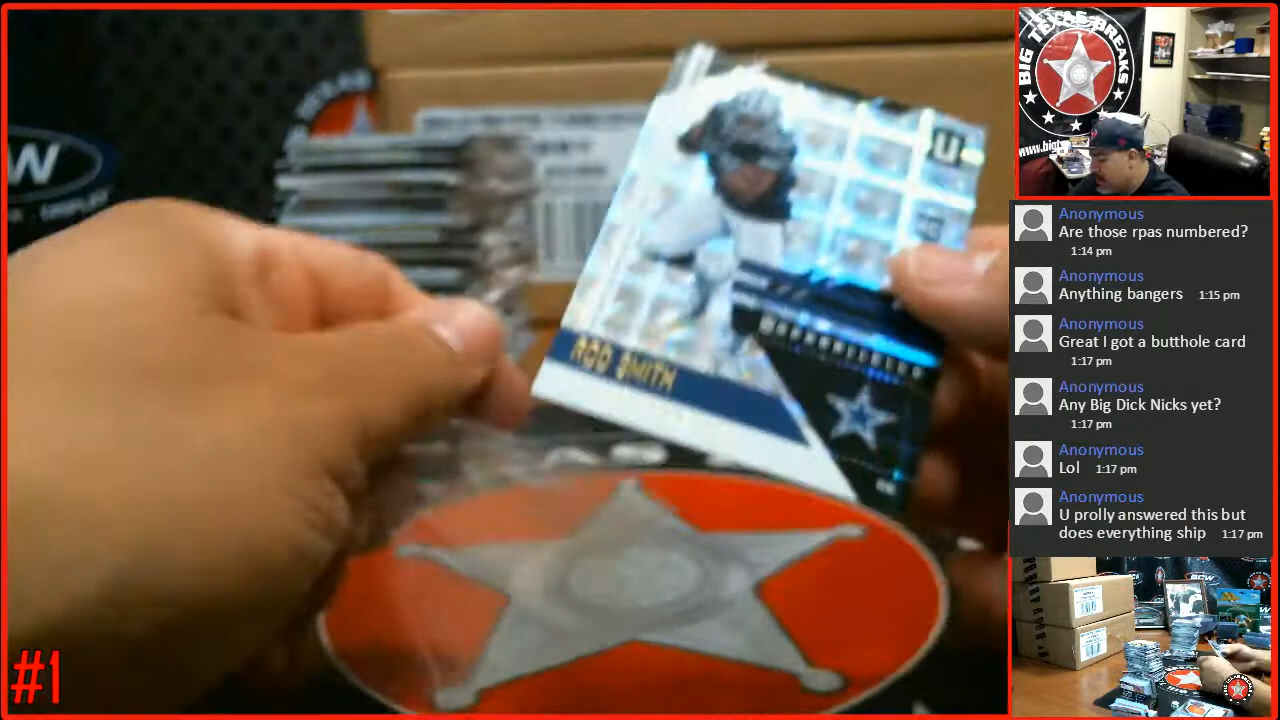 CW
U
ROD SMITH
#1
BIG TEXAS BREAKS
Anonymous
Are those rpas numbered?
1:14 pm
Anonymous
Anything bangers 1:15 pm
Anonymous
Great I got a butthole card
1:17 pm
Anonymous
Any Big Dick Nicks yet?
1:17 pm
Anonymous
Lol 1:17 pm
Anonymous
U prolly answered this but
does everything ship 1:17 pm